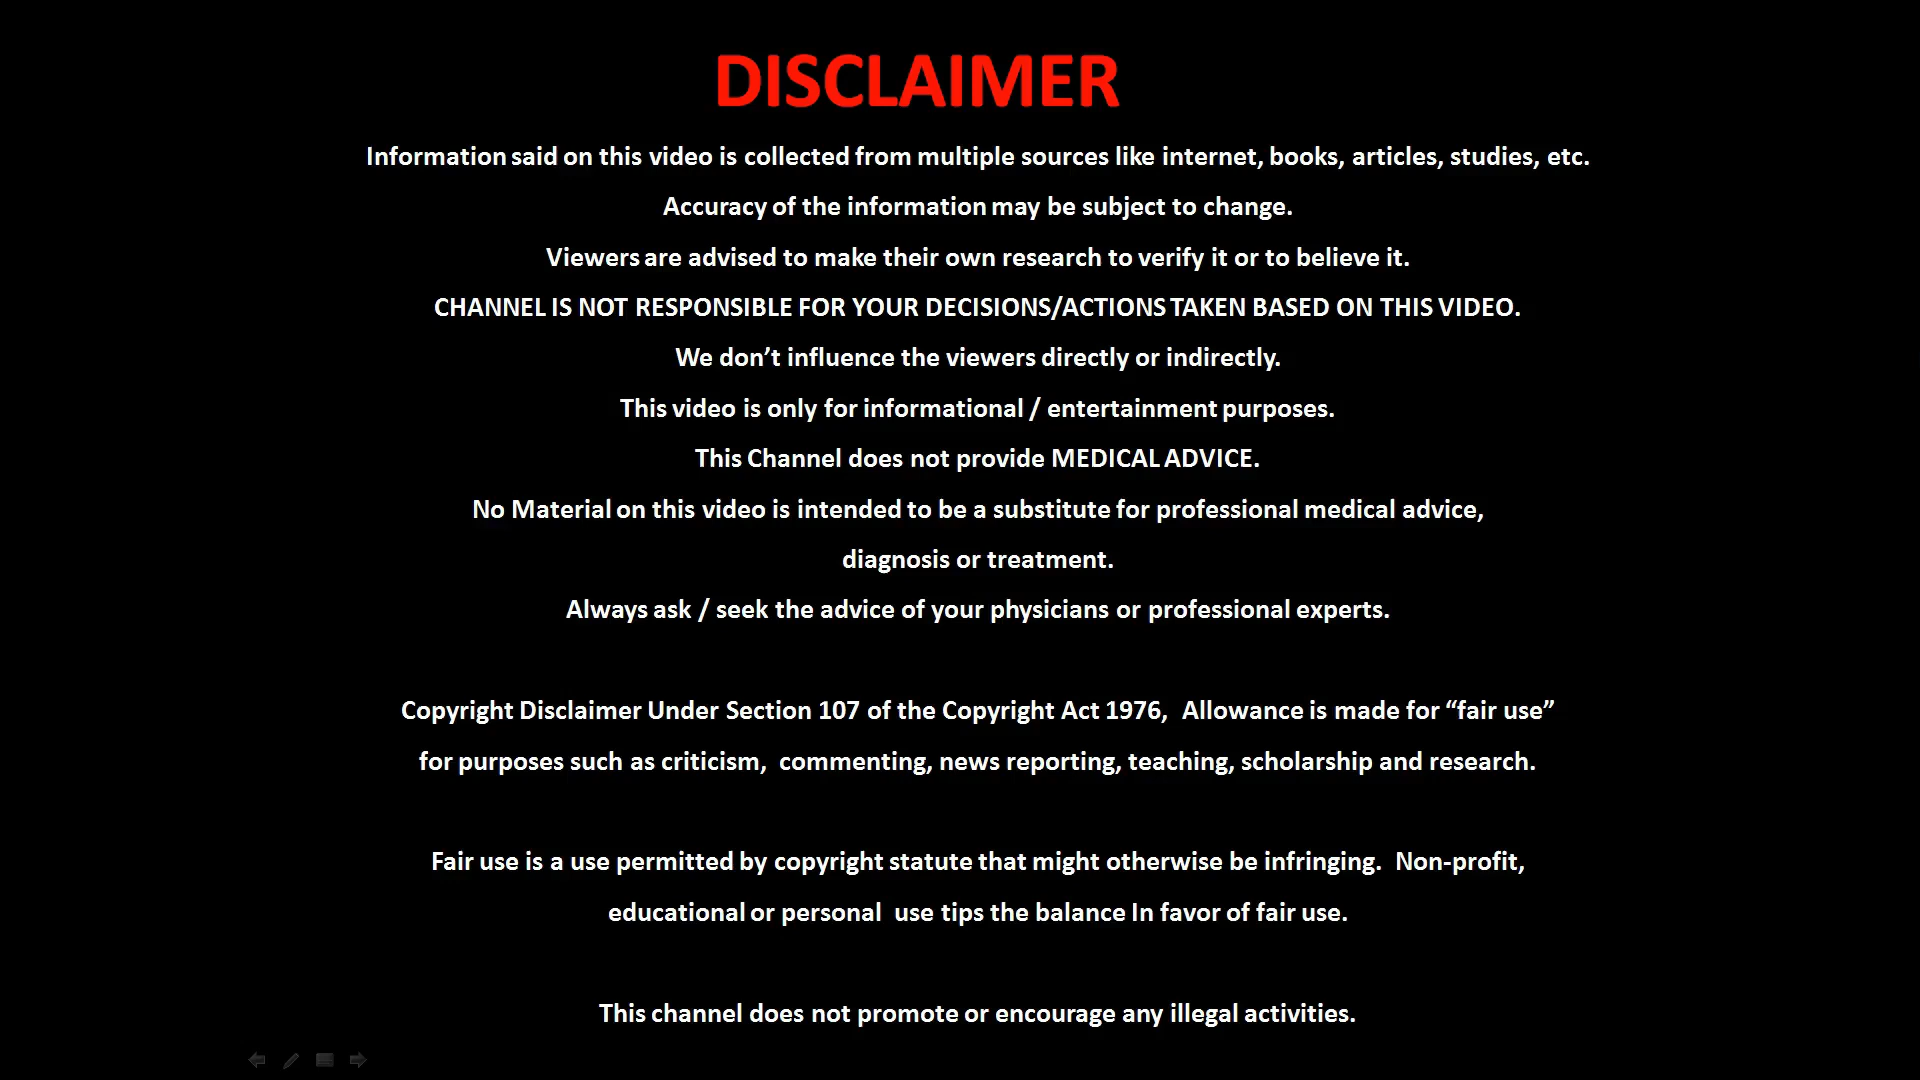 DISCLAIMER
Information said on this video is collected from multiple sources like internet, books, articles, studies, etc.
Accuracy of the information may be subject to change.
Viewers are advised to make their own research to verify it or to believe it.
CHANNEL IS NOT RESPONSIBLE FOR YOUR DECISIONS/ACTIONS TAKEN BASED ON THIS VIDEO.
We don’t influence the viewers directly or indirectly.
This video is only for informational / entertainment purposes.
This Channel does not provide MEDICAL ADVICE.
No Material on this video is intended to be a substitute for professional medical advice,
diagnosis or treatment.
Always ask / seek the advice of your physicians or professional experts.
Copyright Disclaimer Under Section 107 of the Copyright Act 1976,  Allowance is made for “fair use”
for purposes such as criticism,  commenting, news reporting, teaching, scholarship and research.
Fair use is a use permitted by copyright statute that might otherwise be infringing.  Non-profit,
educational or personal  use tips the balance In favor of fair use.
This channel does not promote or encourage any illegal activities.